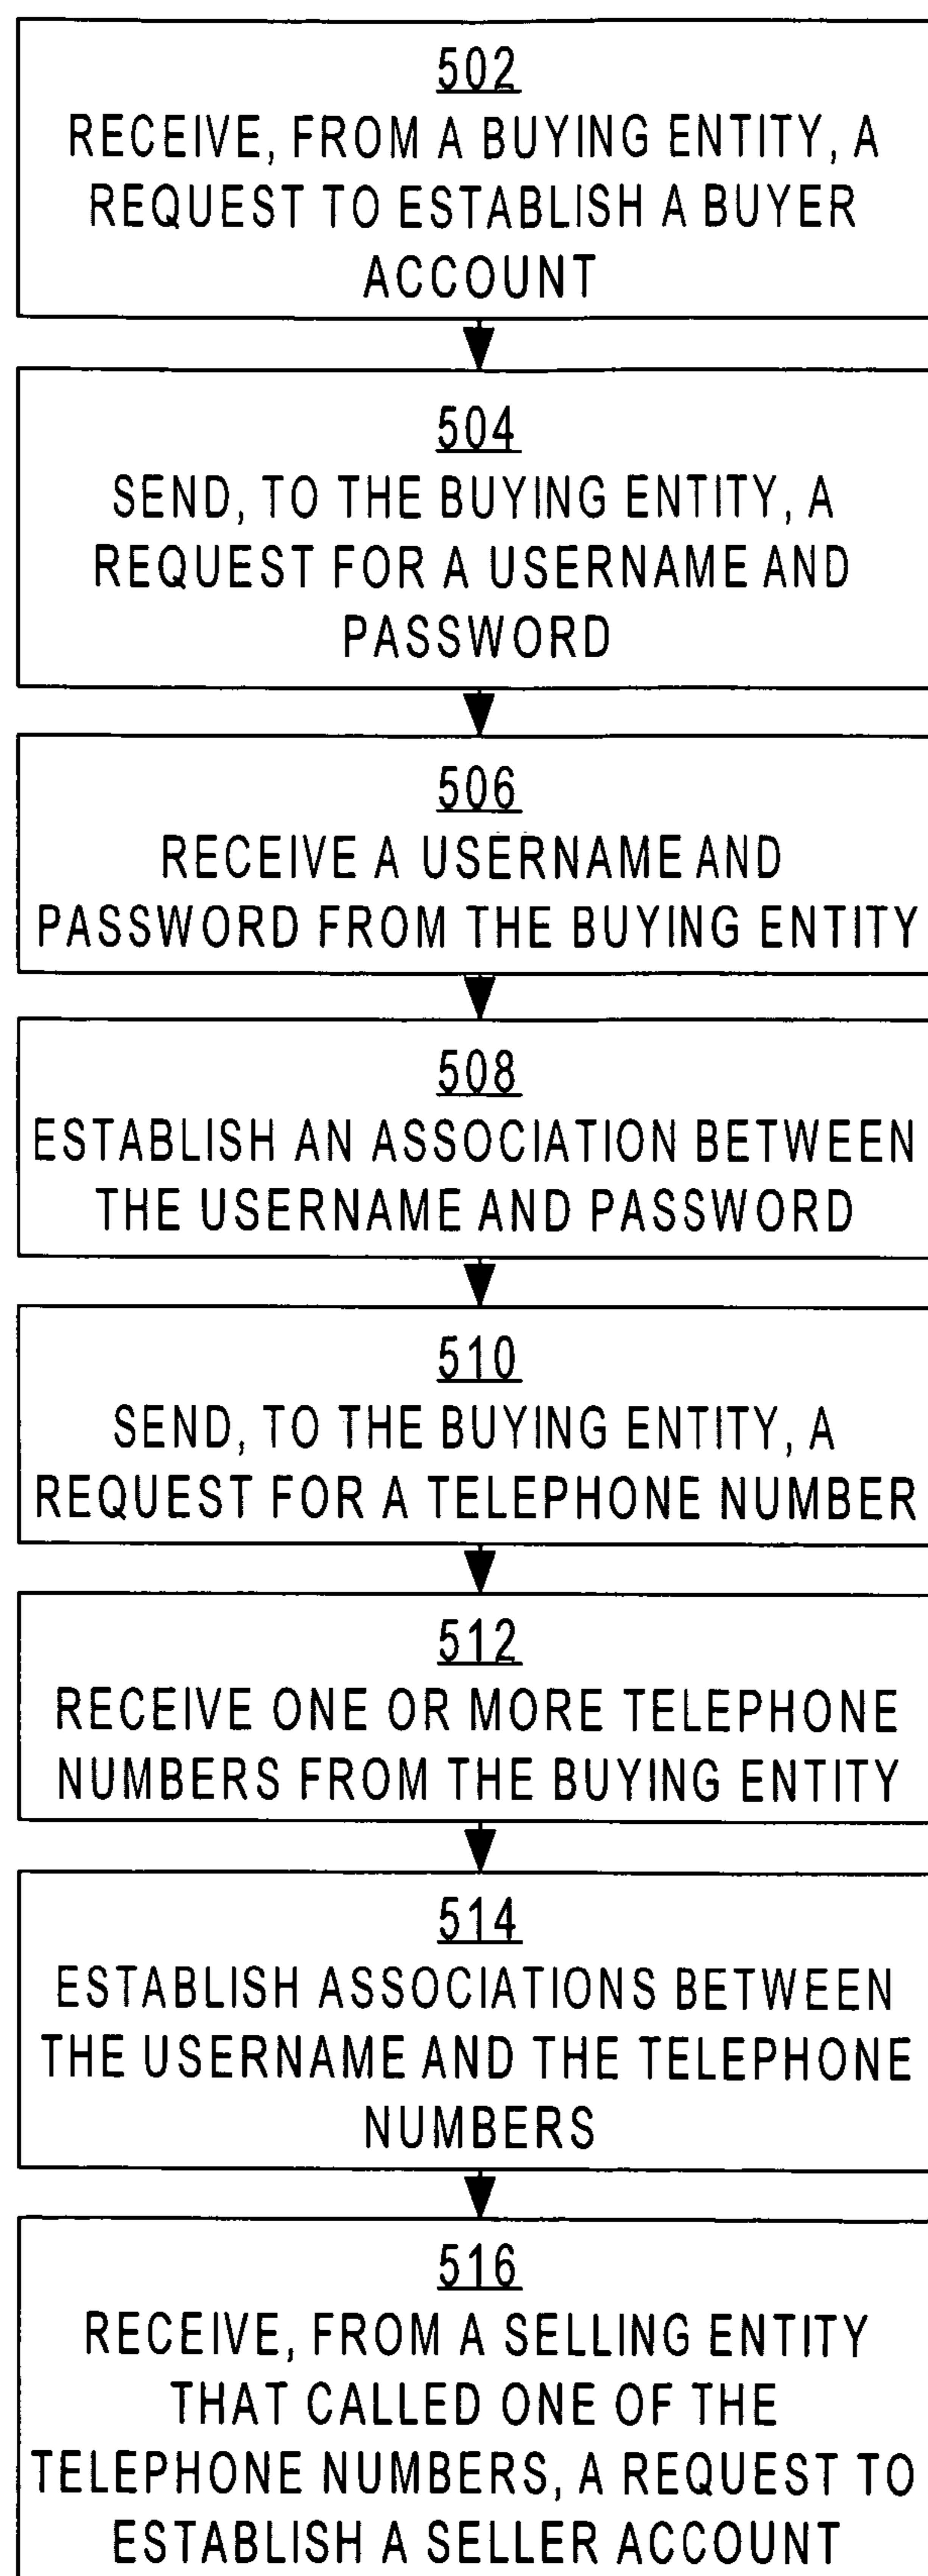 502
RECEIVE, FROM A BUYING ENTITY, A
REQUEST TO ESTABLISH A BUYER
ACCOUNT
504
SEND, TO THE BUYING ENTITY, A
REQUEST FOR A USERNAME AND
PASSWORD
506
RECEIVE A USERNAME AND
PASSWORD FROM THE BUYING ENTITY
508
ESTABLISH AN ASSOCIATION BETWEEN
THE USERNAME AND PASSWORD
510
SEND, TO THE BUYING ENTITY, A
REQUEST FOR A TELEPHONE NUMBER
512
RECEIVE ONE OR MORE TELEPHONE
NUMBERS FROM THE BUYING ENTITY
514
ESTABLISH ASSOCIATIONS BETWEEN
THE USERNAME AND THE TELEPHONE
NUMBERS
516
RECEIVE, FROM A SELLING ENTITY
THAT CALLED ONE OF THE
TELEPHONE NUMBERS, A REQUEST TO
ESTABLISH A SELLER ACCOUNT